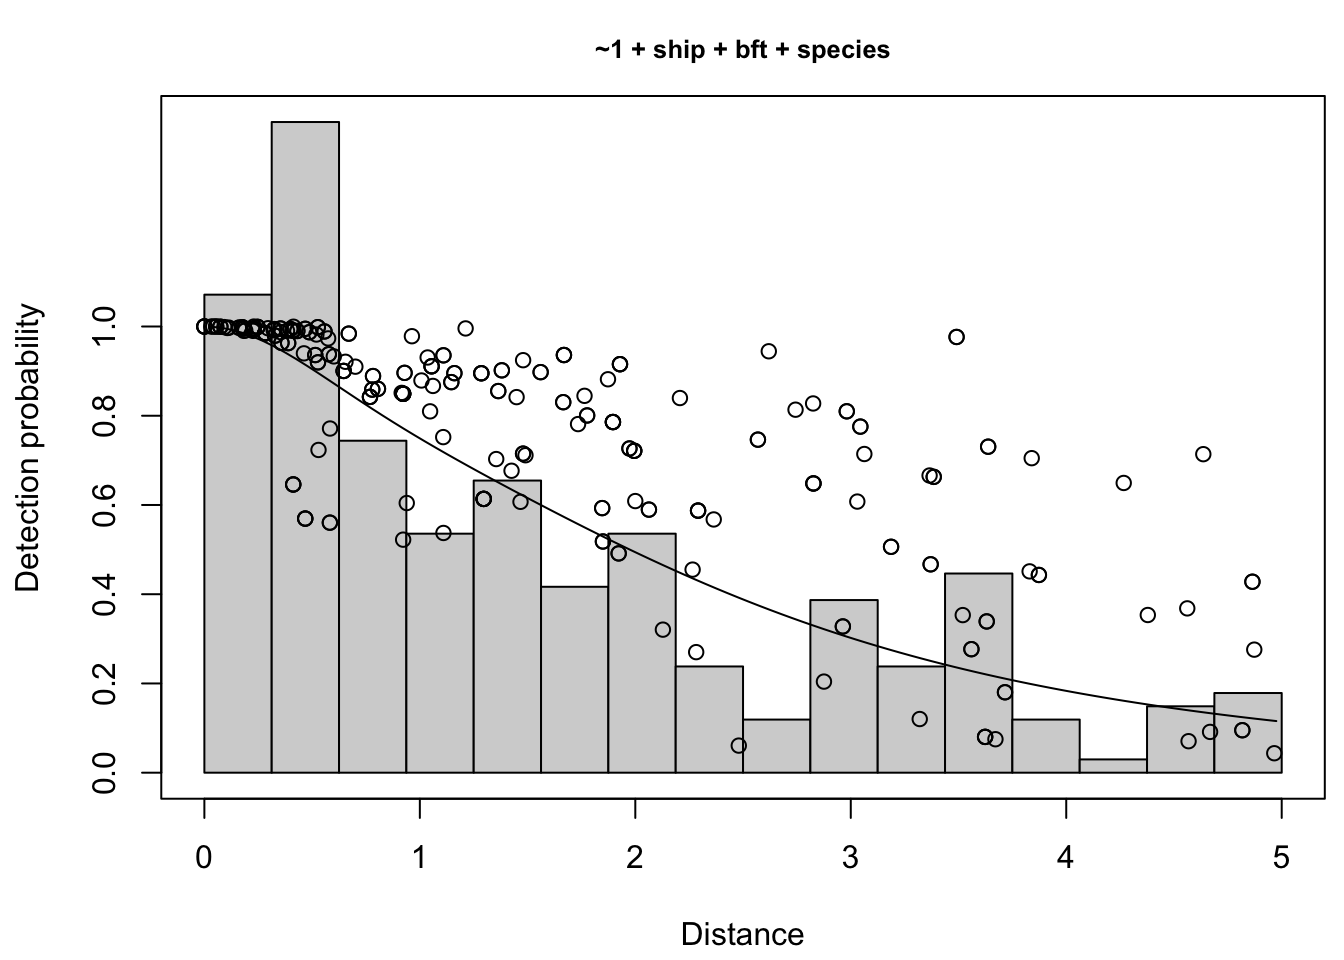 ~1 + ship + bft + species
Detection probability
1.0
0.8
0.6
0.4
0.2
0.0
0 1 2 3 4 5
Distance